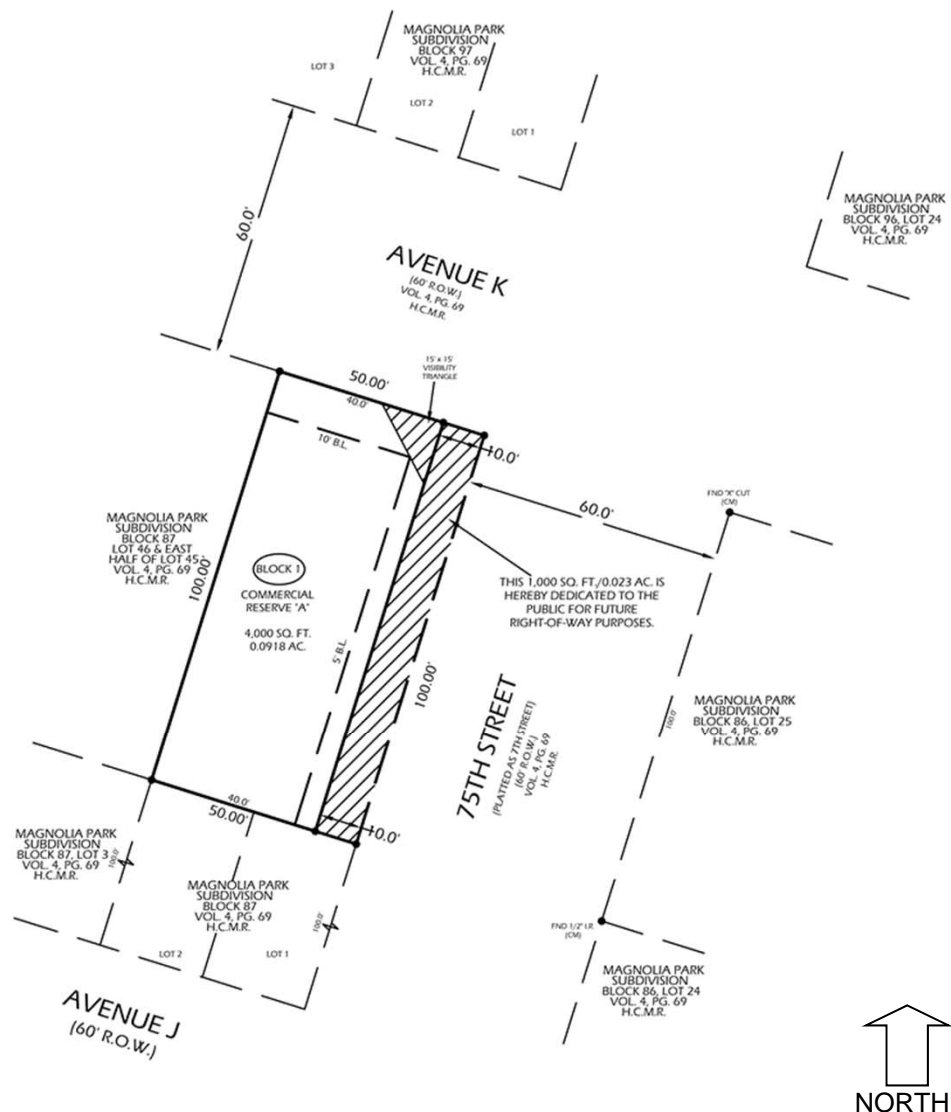 MAGNOLIA PARK
SUBDIVISION
BLOCK 97
VOL. 4, PG. 69
H.C.M.R.
LOT 3
LOT 2
LOT 1
MAGNOLIA PARK
SUBDIVISION
BLOCK 96, LOT 24
VOL. 4, PG. 69
H.C.M.R.
60.0'
AVENUE K
(60' R.O.W.)
VOL. 4, PG. 69
H.C.M.R.
15' x 15'
VISIBILITY
TRIANGLE
50.00'
40.0'
10' B.L.
10.0'
60.0'
FND "X" CUT
(CM)
MAGNOLIA PARK
SUBDIVISION
BLOCK 87
LOT 46 & EAST
HALF OF LOT 45
VOL. 4, PG. 69
H.C.M.R.
100.00'
BLOCK 1
COMMERCIAL
RESERVE "A"
4,000 SQ. FT.
0.0918 AC.
5' B.L.
THIS 1,000 SQ. FT./0.023 AC. IS
HEREBY DEDICATED TO THE
PUBLIC FOR FUTURE
RIGHT-OF-WAY PURPOSES.
100.00'
75TH STREET
(PLATTED AS 7TH STREET)
(60' R.O.W.)
VOL. 4, PG. 69
H.C.M.R.
100.0'
MAGNOLIA PARK
SUBDIVISION
BLOCK 86, LOT 25
VOL. 4, PG. 69
H.C.M.R.
40.0'
50.00'
10.0'
MAGNOLIA PARK
SUBDIVISION
BLOCK 87, LOT 3
VOL. 4, PG. 69
H.C.M.R.
100.0'
MAGNOLIA PARK
SUBDIVISION
BLOCK 87
VOL. 4, PG. 69
H.C.M.R.
LOT 2
LOT 1
100.0'
FND 1/2" I.R.
(CM)
MAGNOLIA PARK
SUBDIVISION
BLOCK 86, LOT 24
VOL. 4, PG. 69
H.C.M.R.
AVENUE J
(60' R.O.W.)
NORTH